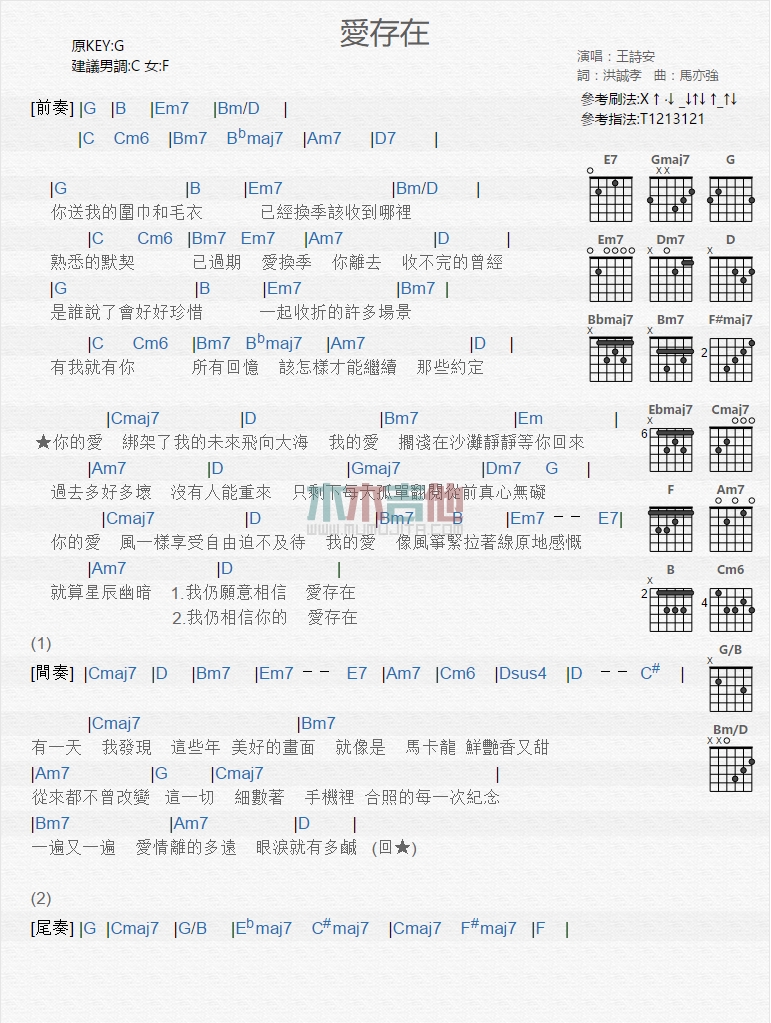 愛存在
原KEY:G
建議男調:C 女:F
演唱：王詩安
詞：洪誠孝 曲：馬亦強
參考刷法:X↑·↓_↓↑↓↑_↑↓
參考指法:T1213121
[前奏] |G |B |Em7 |Bm/D |
|C Cm6 |Bm7 Bbmaj7 |Am7 |D7 |
|G |B |Em7 |Bm/D |
你送我的圍巾和毛衣 已經換季該收到哪裡
|C Cm6 |Bm7 Em7 |Am7 |D |
熟悉的默契 已過期 愛換季 你離去 收不完的曾經
|G |B |Em7 |Bm7 |
是誰說了會好好珍惜 一起收折的許多場景
|C Cm6 |Bm7 Bbmaj7 |Am7 |D |
有我就有你 所有回憶 該怎樣才能繼續 那些約定
|Cmaj7 |D |Bm7 |Em |
★你的愛 綁架了我的未來飛向大海 我的愛 擱淺在沙灘靜靜等你回來
|Am7 |D |Gmaj7 |Dm7 G |
過去多好多壞 沒有人能重來 只剩下每天孤單翻閱從前真心無礙
|Cmaj7 |D |Bm7 B |Em7 －－ E7|
你的愛 風一樣享受自由迫不及待 我的愛 像風箏緊拉著線原地感慨
|Am7 |D |
就算星辰幽暗 1.我仍願意相信 愛存在
2.我仍相信你的 愛存在
(1)
[間奏] |Cmaj7 |D |Bm7 |Em7 －－ E7 |Am7 |Cm6 |Dsus4 |D －－ C# |
|Cmaj7 |Bm7
有一天 我發現 這些年 美好的畫面 就像是 馬卡龍 鮮艷香又甜
|Am7 |G |Cmaj7 |
從來都不曾改變 這一切 細數著 手機裡 合照的每一次紀念
|Bm7 |Am7 |D |
一遍又一遍 愛情離的多遠 眼淚就有多鹹 (回★)
(2)
[尾奏] |G |Cmaj7 |G/B |Ebmaj7 C#maj7 |Cmaj7 F#maj7 |F |
E7 Gmaj7 G
Em7 Dm7 D
Bbmaj7 Bm7 F#maj7
2
Ebmaj7 Cmaj7
6
F Am7
B Cm6
2 4
G/B
Bm/D
木木吉他
WWW.MUMUJITA.COM